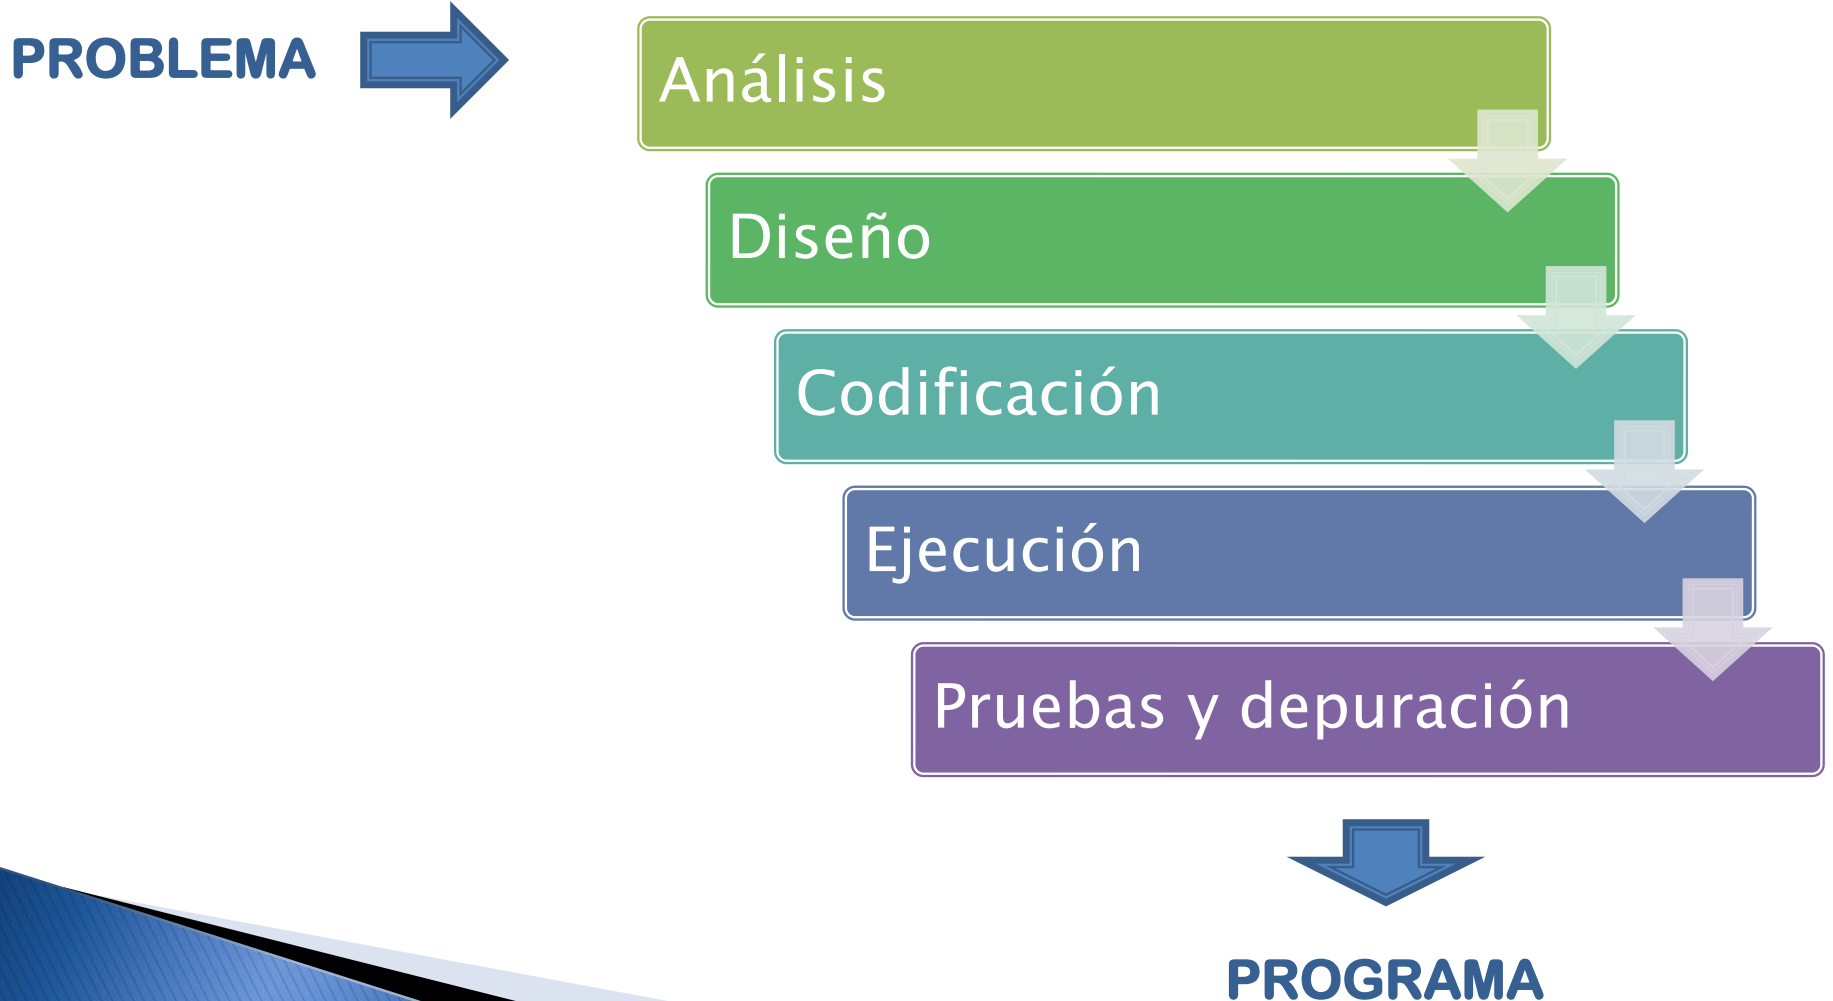 PROBLEMA
Análisis
Diseño
Codificación
Ejecución
Pruebas y depuración
PROGRAMA